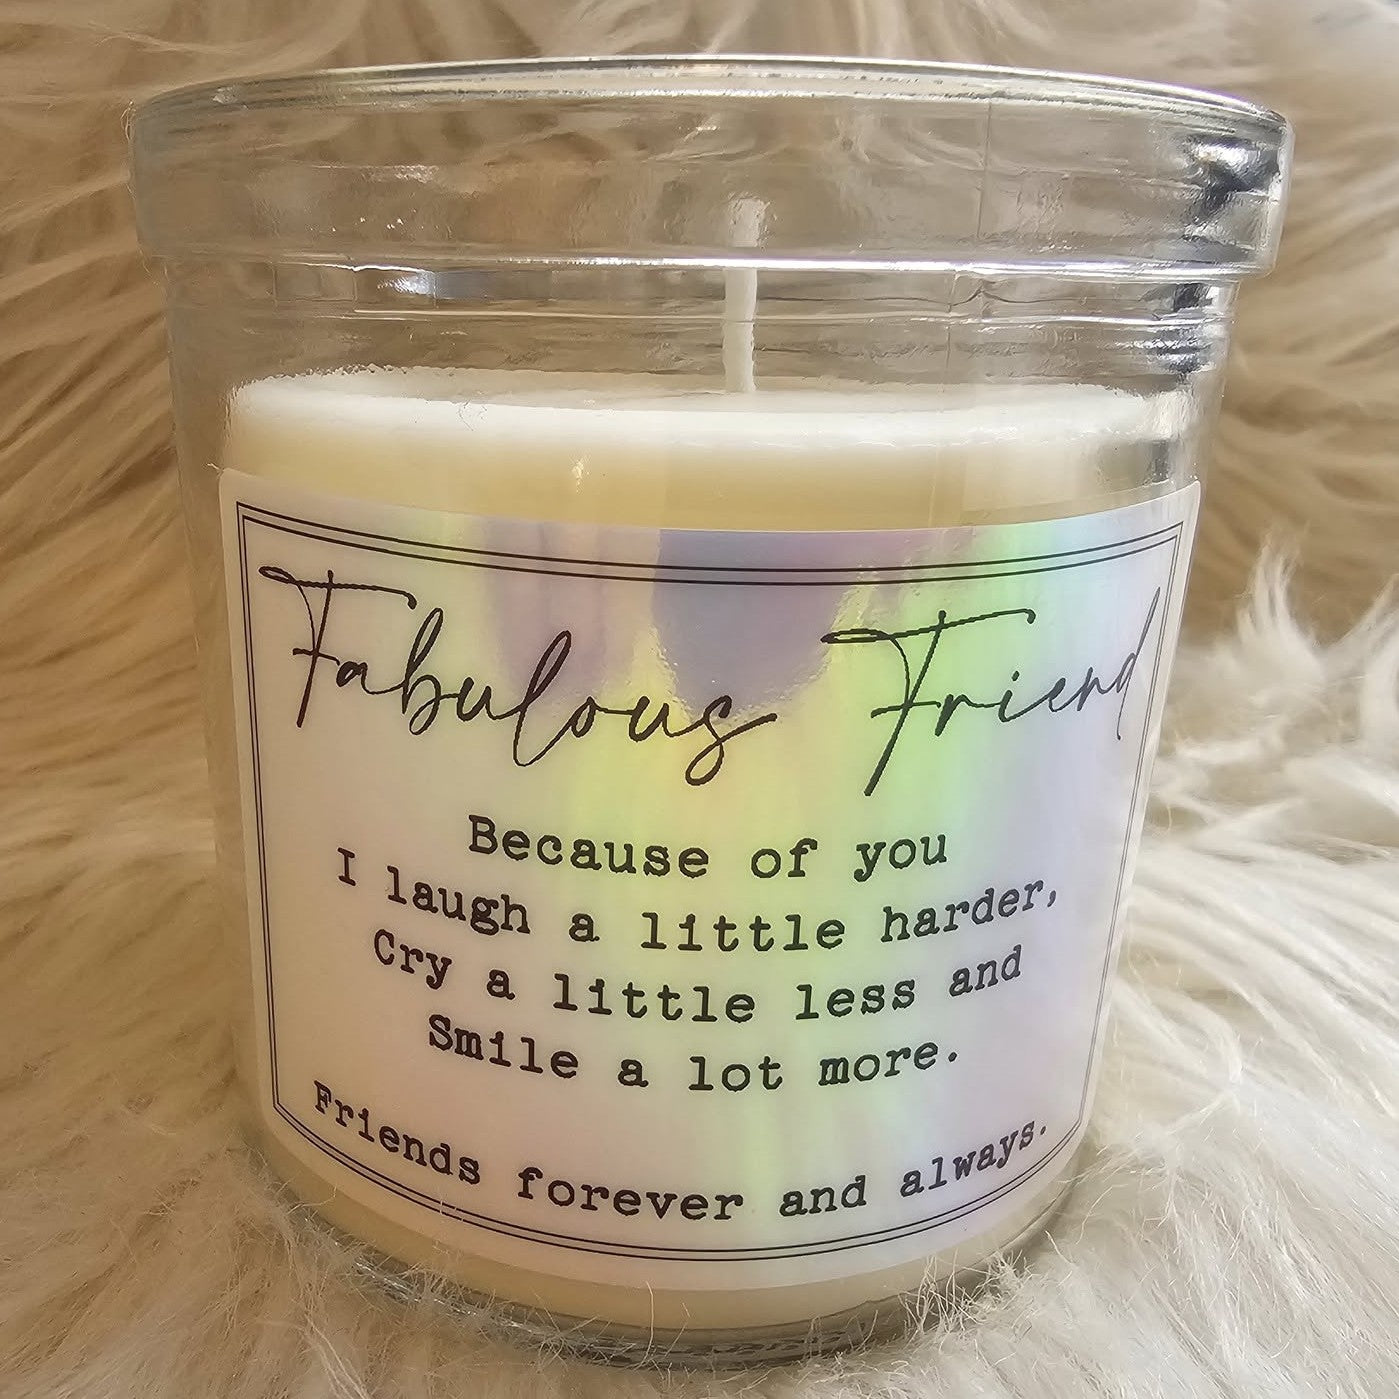 Fabulous Friend
Because of you
I laugh a little harder,
Cry a little less and
Smile a lot more.
Friends forever and always.